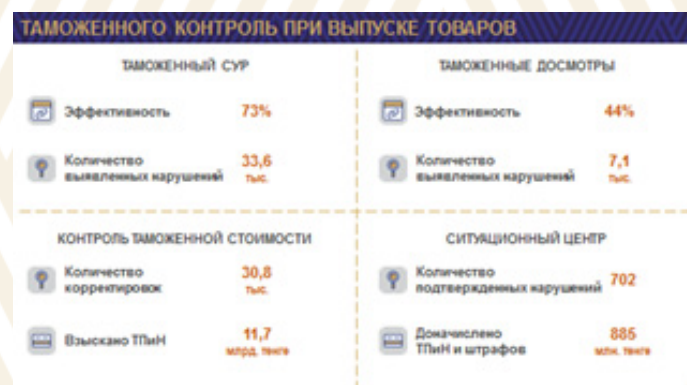 ТАМОЖЕННОГО КОНТРОЛЬ ПРИ ВЫПУСКЕ ТОВАРОВ
ТАМОЖЕННЫЙ СУР
Эффективность 73%
Количество
выявленных нарушений 33,6
тыс.
ТАМОЖЕННЫЕ ДОСМОТРЫ
Эффективность 44%
Количество
выявленных нарушений 7,1
тыс.
КОНТРОЛЬ ТАМОЖЕННОЙ СТОИМОСТИ
Количество
корректировок 30,8
тыс.
Взыскано ТПиН 11,7
млрд. тенге
СИТУАЦИОННЫЙ ЦЕНТР
Количество
подтвержденных нарушений 702
Доначислено
ТПиН и штрафов 885
млн. тенге